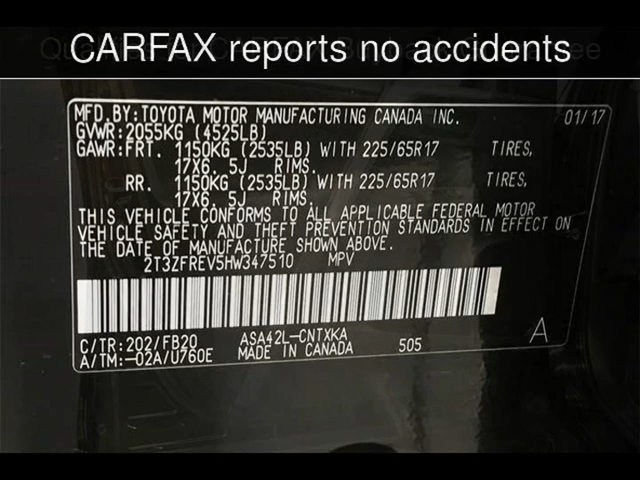 CARFAX reports no accidents
MFD.BY:TOYOTA MOTOR MANUFACTURING CANADA INC. 01/17
GVWR:2055KG (4525LB)
GAWR:FRT. 1150KG (2535LB) WITH 225/65R17 TIRES,
17X6. 5J RIMS.
RR. 1150KG (2535LB) WITH 225/65R17 TIRES,
17X6. 5J RIMS.
THIS VEHICLE CONFORMS TO ALL APPLICABLE FEDERAL MOTOR
VEHICLE SAFETY AND THEFT PREVENTION STANDARDS IN EFFECT ON
THE DATE OF MANUFACTURE SHOWN ABOVE.
2T3ZFREV5HW347510 MPV
C/TR:202/FB20 ASA42L-CNTXKA A
A/TM:-02A/U760E MADE IN CANADA 505